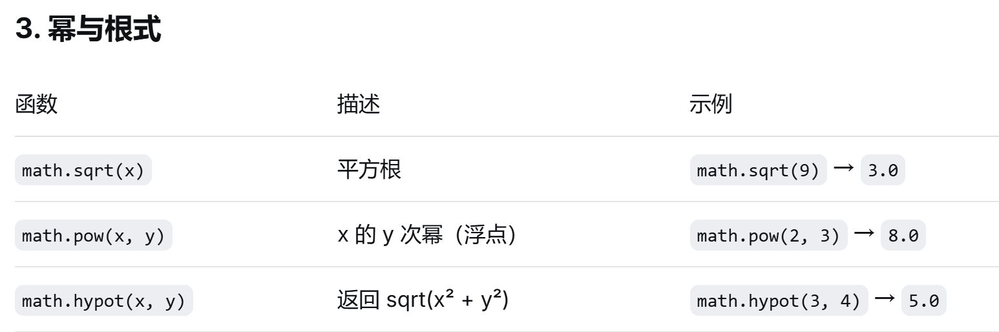 3. 幂与根式
函数 描述 示例
math.sqrt(x) 平方根 math.sqrt(9) → 3.0
math.pow(x, y) x 的 y 次幂（浮点） math.pow(2, 3) → 8.0
math.hypot(x, y) 返回 sqrt(x² + y²) math.hypot(3, 4) → 5.0